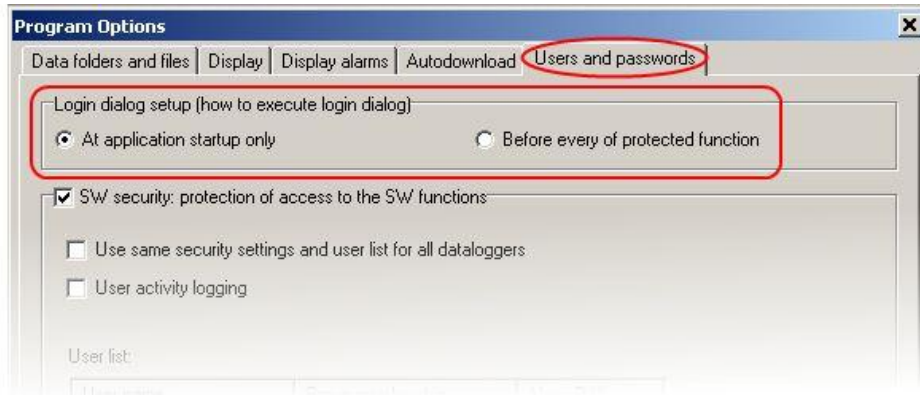 Program Options
Data folders and files Display Display alarms Autodownload Users and passwords
Login dialog setup (how to execute login dialog)
At application startup only Before every of protected function
SW security: protection of access to the SW functions
Use same security settings and user list for all dataloggers
User activity logging
User list: